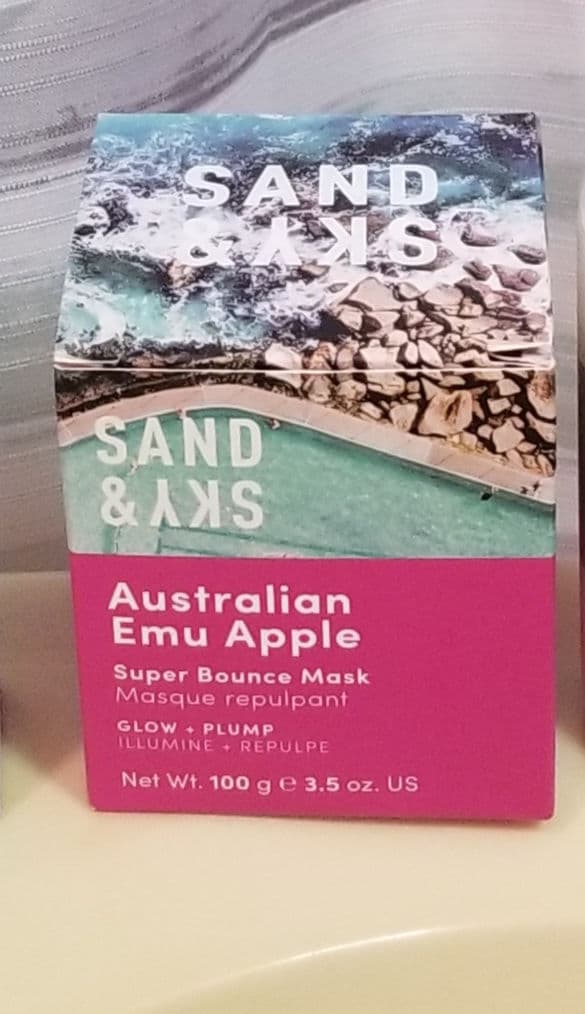 SAND
& SKY
SAND
& SKY
Australian
Emu Apple
Super Bounce Mask
Masque repulpant
GLOW + PLUMP
ILLUMINE + REPULPE
Net Wt. 100 g e 3.5 oz. US